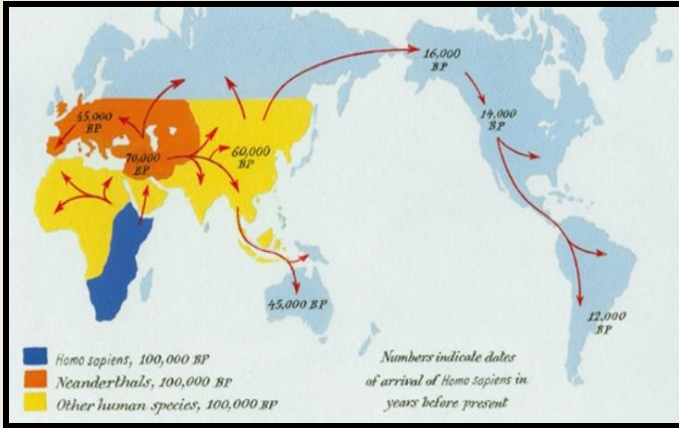 16,000
BP
45,000
BP
14,000
BP
70,000
BP
60,000
BP
45,000 BP
12,000
BP
Homo sapiens, 100,000 BP
Neanderthals, 100,000 BP
Other human species, 100,000 BP
Numbers indicate dates
of arrival of Homo sapiens in
years before present